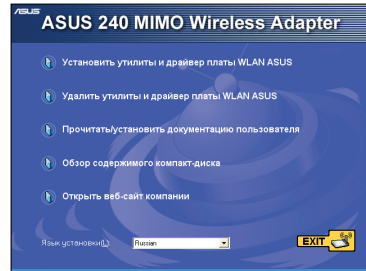 ASUS
ASUS 240 MIMO Wireless Adapter
Установить утилиты и драйвер платы WLAN ASUS
Удалить утилиты и драйвер платы WLAN ASUS
Прочитать/установить документацию пользователя
Обзор содержимого компакт-диска
Открыть веб-сайт компании
Язык установки(L): Russian
EXIT